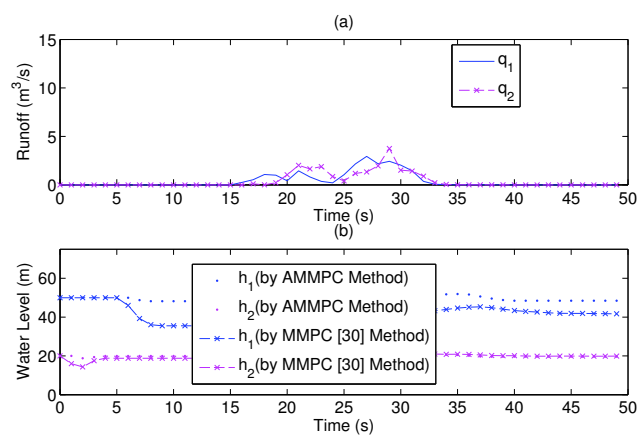 (a)
15
10
5
0
Runoff (m³/s)
q₁
q₂
0 5 10 15 20 25 30 35 40 45 50
Time (s)
(b)
60
40
20
0
Water Level (m)
h₁(by AMMPC Method)
h₂(by AMMPC Method)
h₁(by MMPC [30] Method)
h₂(by MMPC [30] Method)
0 5 10 15 20 25 30 35 40 45 50
Time (s)